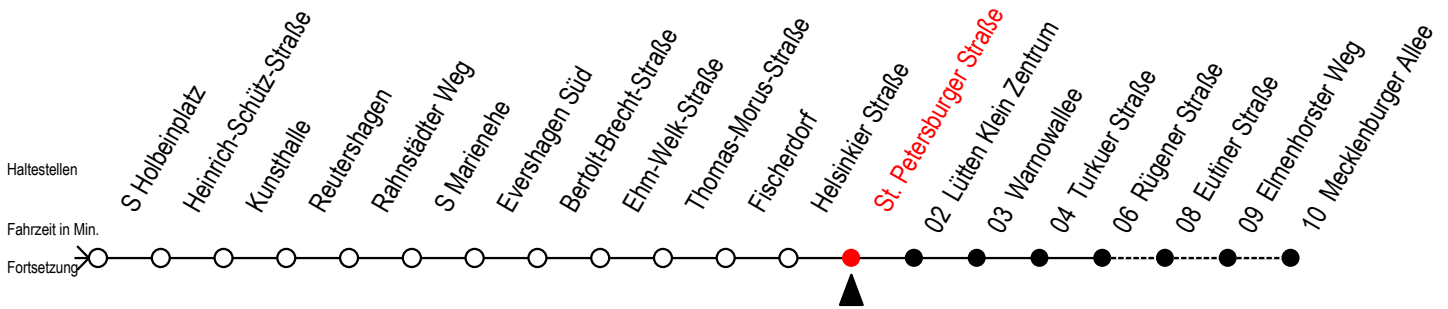 Haltestellen
Fahrzeit in Min.
Fortsetzung
S Holbeinplatz
Heinrich-Schütz-Straße
Kunsthalle
Reutershagen
Rahnstädter Weg
S Marienehe
Evershagen Süd
Bertolt-Brecht-Straße
Ehm-Welk-Straße
Thomas-Morus-Straße
Fischerdorf
Helsinkier Straße
St. Petersburger Straße
02 Lütten Klein Zentrum
03 Warnowallee
04 Turkuer Straße
06 Rügener Straße
08 Eutiner Straße
09 Elmenhorster Weg
10 Mecklenburger Allee